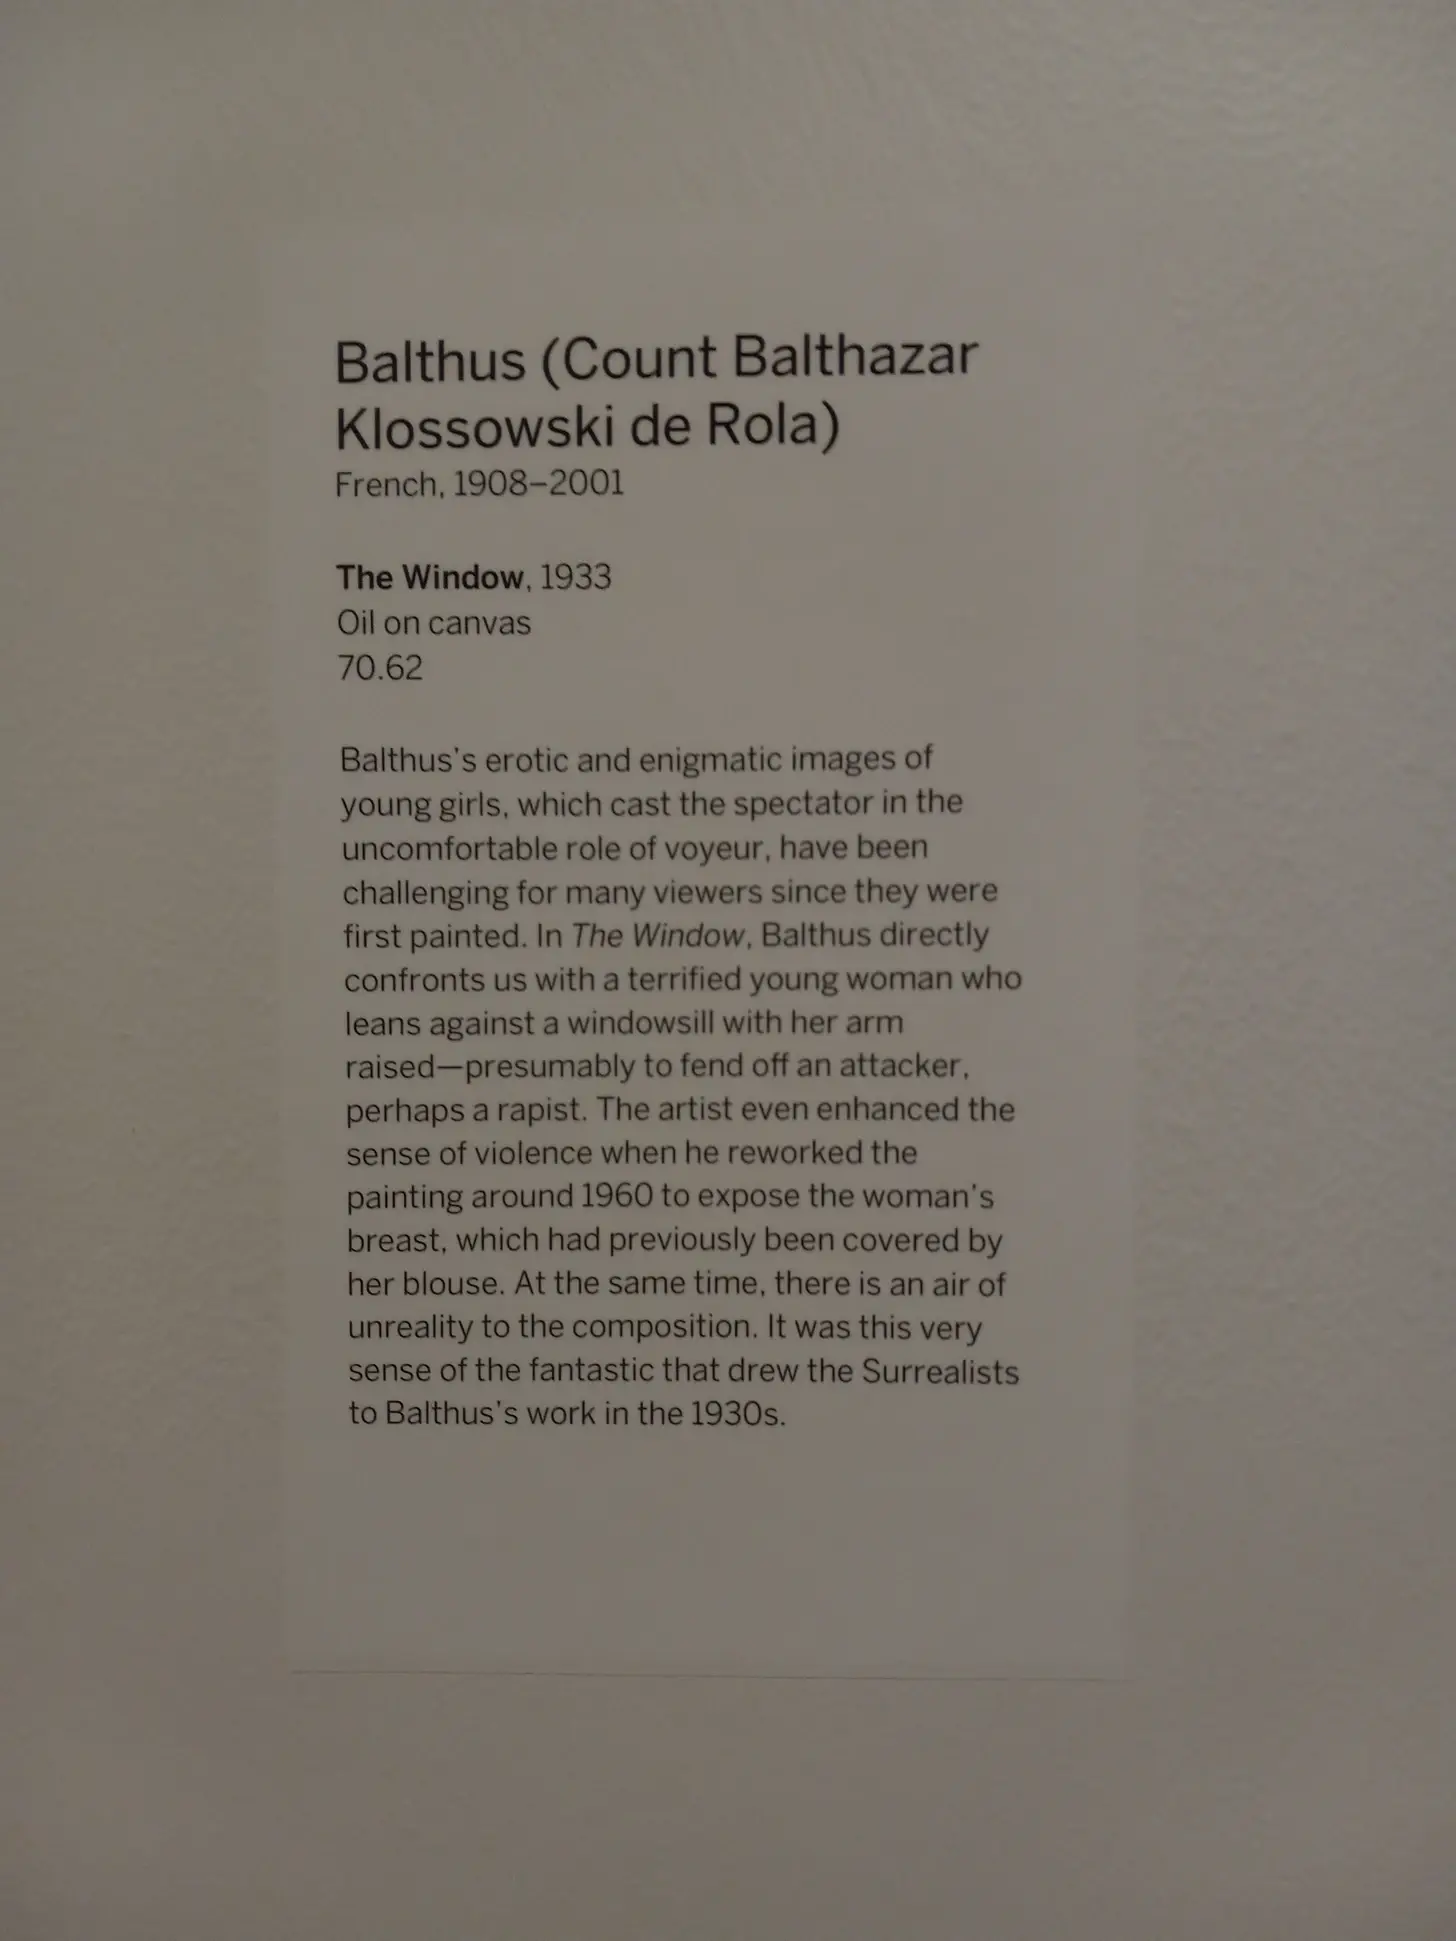 Balthus (Count Balthazar
Klossowski de Rola)
French, 1908–2001
The Window, 1933
Oil on canvas
70.62
Balthus's erotic and enigmatic images of
young girls, which cast the spectator in the
uncomfortable role of voyeur, have been
challenging for many viewers since they were
first painted. In The Window, Balthus directly
confronts us with a terrified young woman who
leans against a windowsill with her arm
raised—presumably to fend off an attacker,
perhaps a rapist. The artist even enhanced the
sense of violence when he reworked the
painting around 1960 to expose the woman's
breast, which had previously been covered by
her blouse. At the same time, there is an air of
unreality to the composition. It was this very
sense of the fantastic that drew the Surrealists
to Balthus's work in the 1930s.